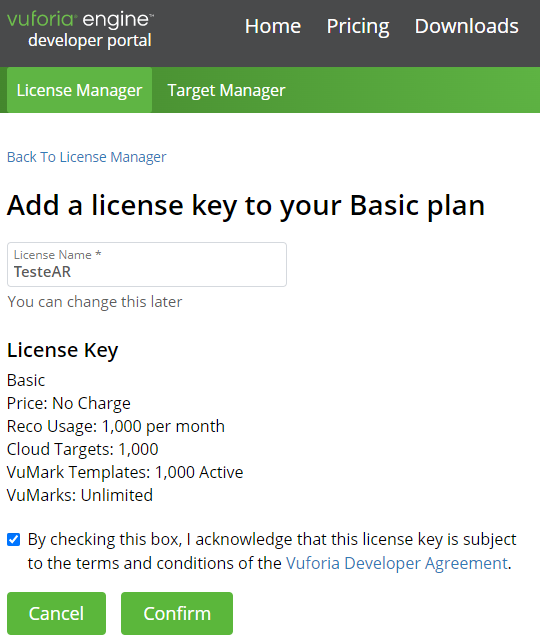 vuforia engine™
developer portal
Home Pricing Downloads
License Manager Target Manager
Back To License Manager
Add a license key to your Basic plan
License Name *
TesteAR
You can change this later
License Key
Basic
Price: No Charge
Reco Usage: 1,000 per month
Cloud Targets: 1,000
VuMark Templates: 1,000 Active
VuMarks: Unlimited
By checking this box, I acknowledge that this license key is subject
to the terms and conditions of the Vuforia Developer Agreement.
Cancel Confirm